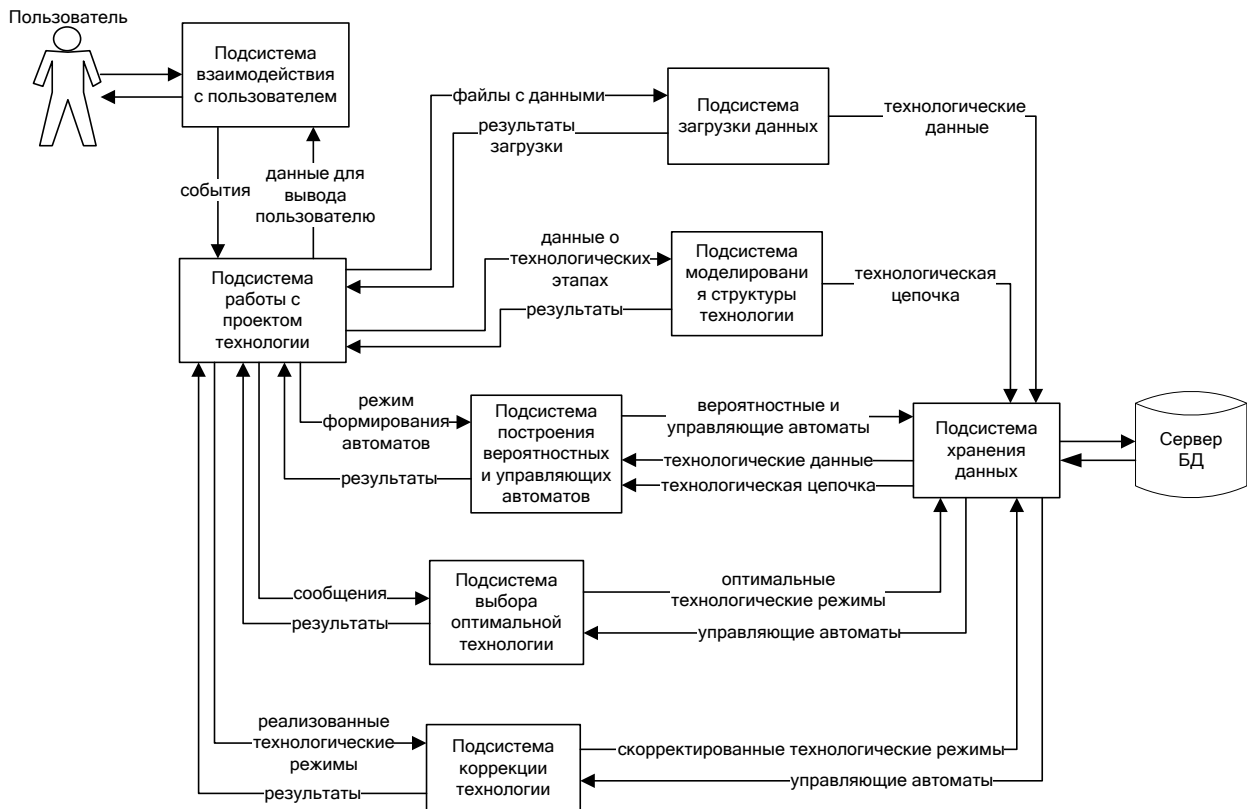 Пользователь
Подсистема
взаимодействия
с пользователем
файлы с данными
результаты
загрузки
Подсистема
загрузки данных
технологические
данные
события
данные для
вывода
пользователю
Подсистема
работы с
проектом
технологии
данные о
технологических
этапах
результаты
Подсистема
моделировани
я структуры
технологии
технологическая
цепочка
режим
формирования
автоматов
результаты
Подсистема
построения
вероятностных
и управляющих
автоматов
вероятностные и
управляющие автоматы
технологические данные
технологическая цепочка
Подсистема
хранения
данных
Сервер
БД
сообщения
результаты
Подсистема
выбора
оптимальной
технологии
оптимальные
технологические режимы
управляющие автоматы
реализованные
технологические
режимы
результаты
Подсистема
коррекции
технологии
скорректированные технологические режимы
управляющие автоматы